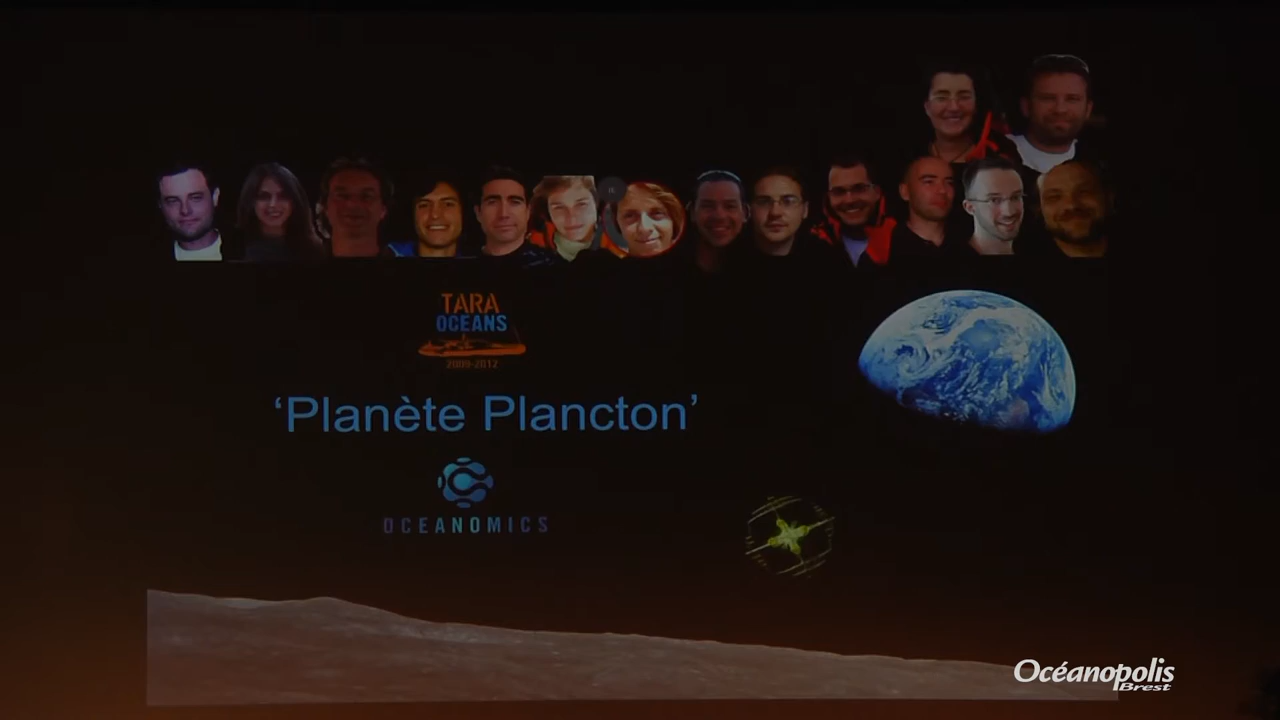 TARA
OCEANS
2009-2012
‘Planète Plancton’
OCEANOMICS
Océanopolis
Brest